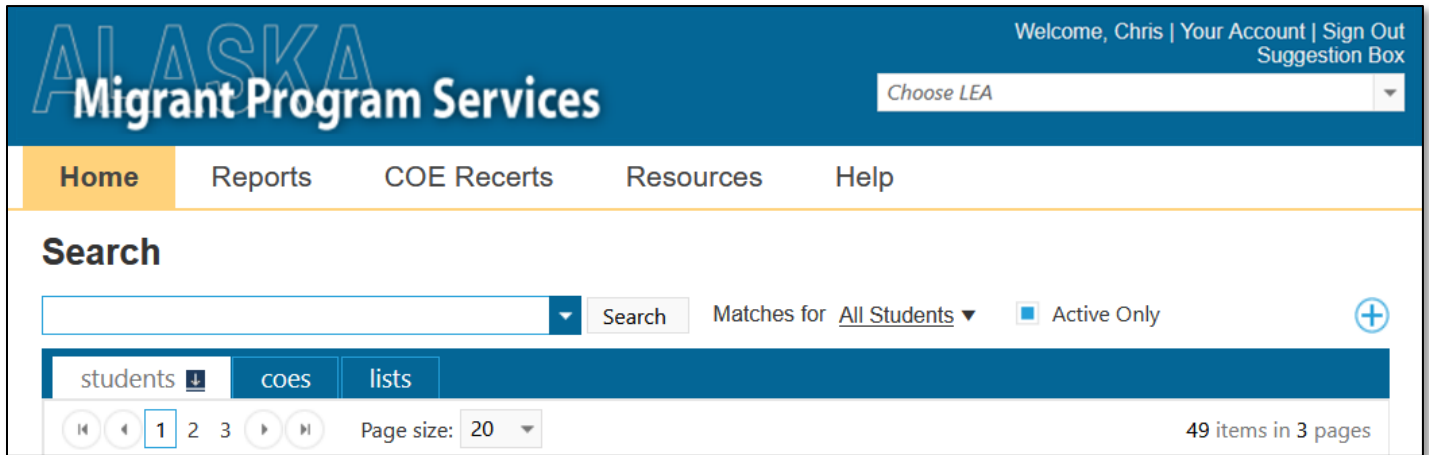 ALASKA
Migrant Program Services
Welcome, Chris | Your Account | Sign Out
Suggestion Box
Choose LEA
Home Reports COE Recerts Resources Help
Search
Search Matches for All Students Active Only
students coes lists
1 2 3 Page size: 20 49 items in 3 pages